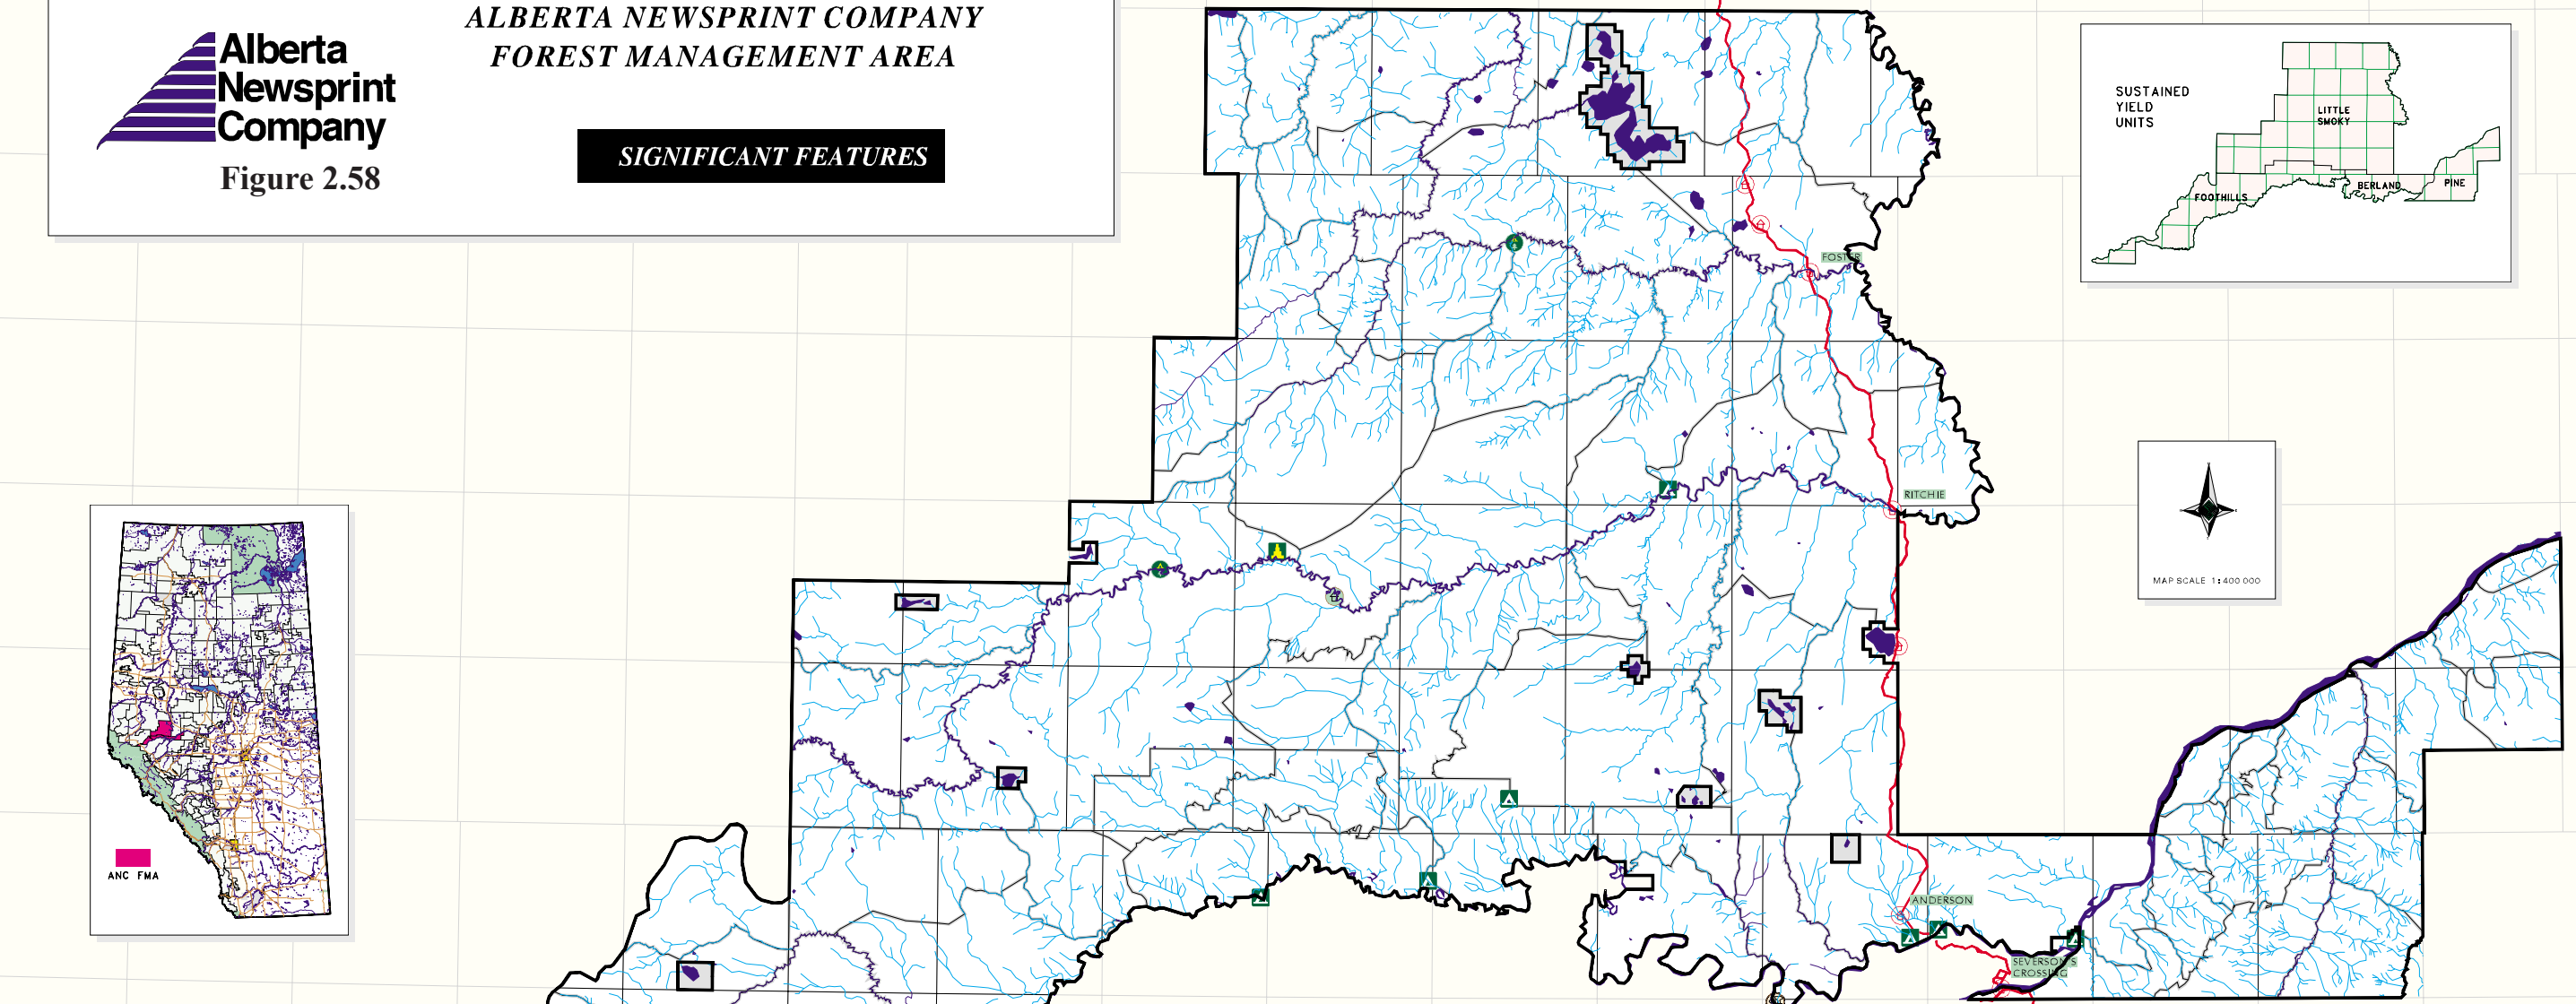 ALBERTA NEWSPRINT COMPANY
FOREST MANAGEMENT AREA
Alberta
Newsprint
Company
Figure 2.58
SIGNIFICANT FEATURES
SUSTAINED
YIELD
UNITS
LITTLE
SMOKY
BERLAND
PINE
FOOTHILLS
FOSTER
RITCHIE
MAP SCALE 1:400 000
ANC FMA
ANDERSON
SEVERSON'S
CROSSING